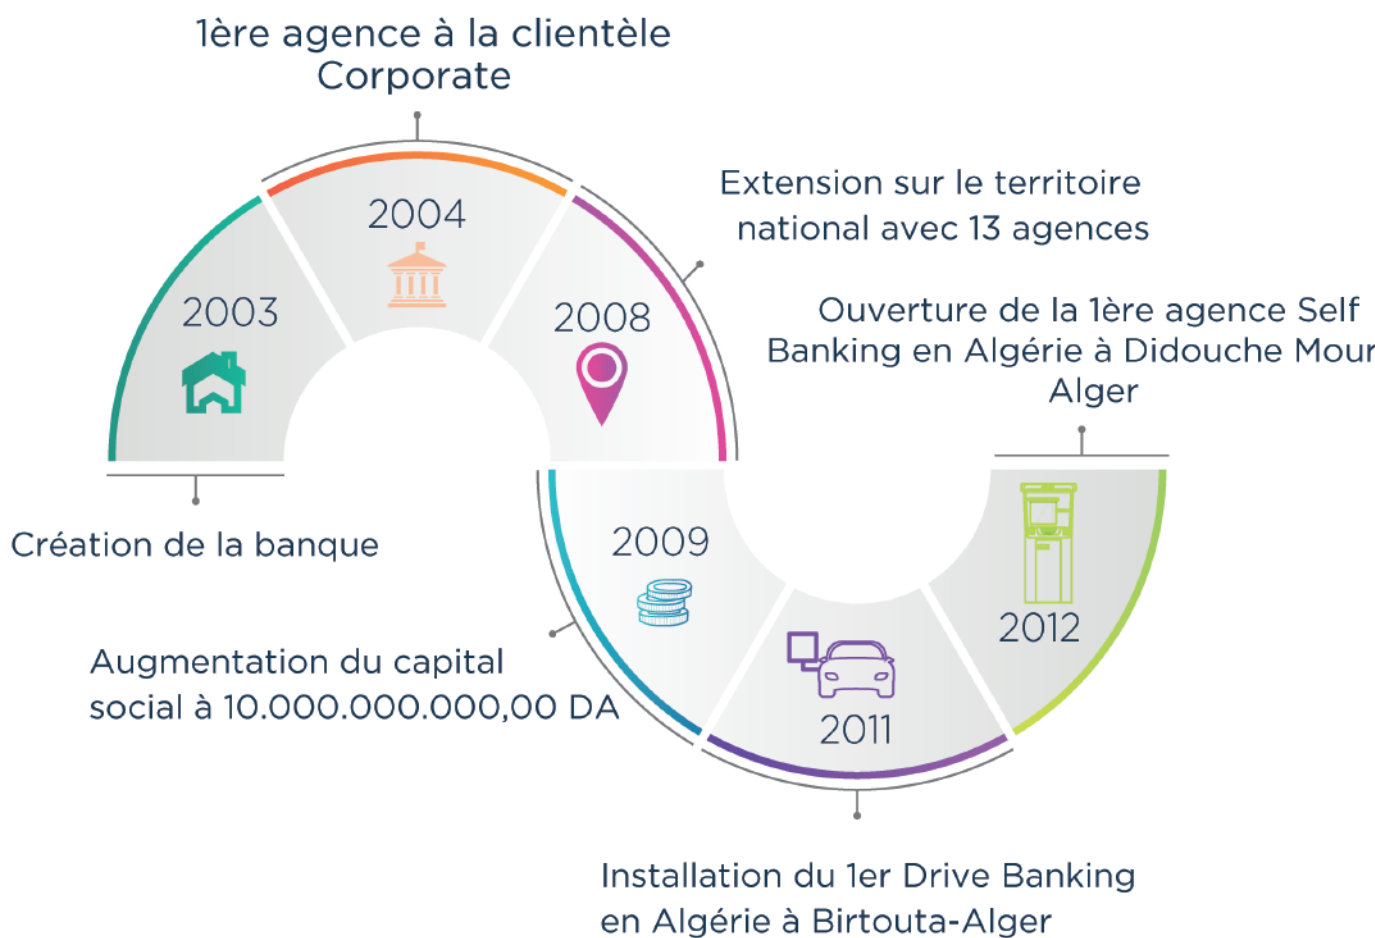 1ère agence à la clientèle
Corporate
2004
Extension sur le territoire
national avec 13 agences
2003
2008
Ouverture de la 1ère agence Self
Banking en Algérie à Didouche Mour
Alger
Création de la banque
2009
2012
Augmentation du capital
social à 10.000.000.000,00 DA
2011
Installation du 1er Drive Banking
en Algérie à Birtouta-Alger